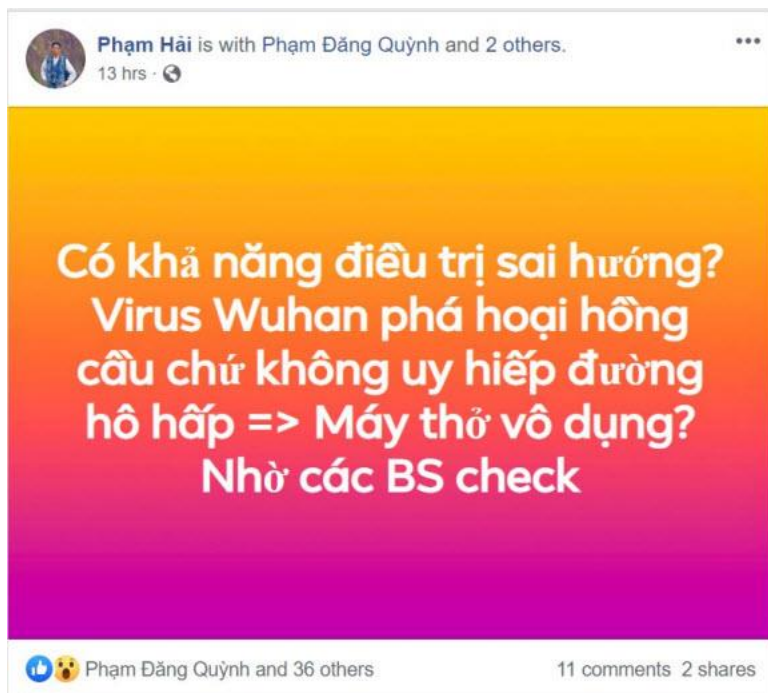 Phạm Hải is with Phạm Đăng Quỳnh and 2 others.
13 hrs ·
Có khả năng điều trị sai hướng?
Virus Wuhan phá hoại hồng
cầu chứ không uy hiếp đường
hô hấp => Máy thở vô dụng?
Nhờ các BS check
Phạm Đăng Quỳnh and 36 others
11 comments 2 shares